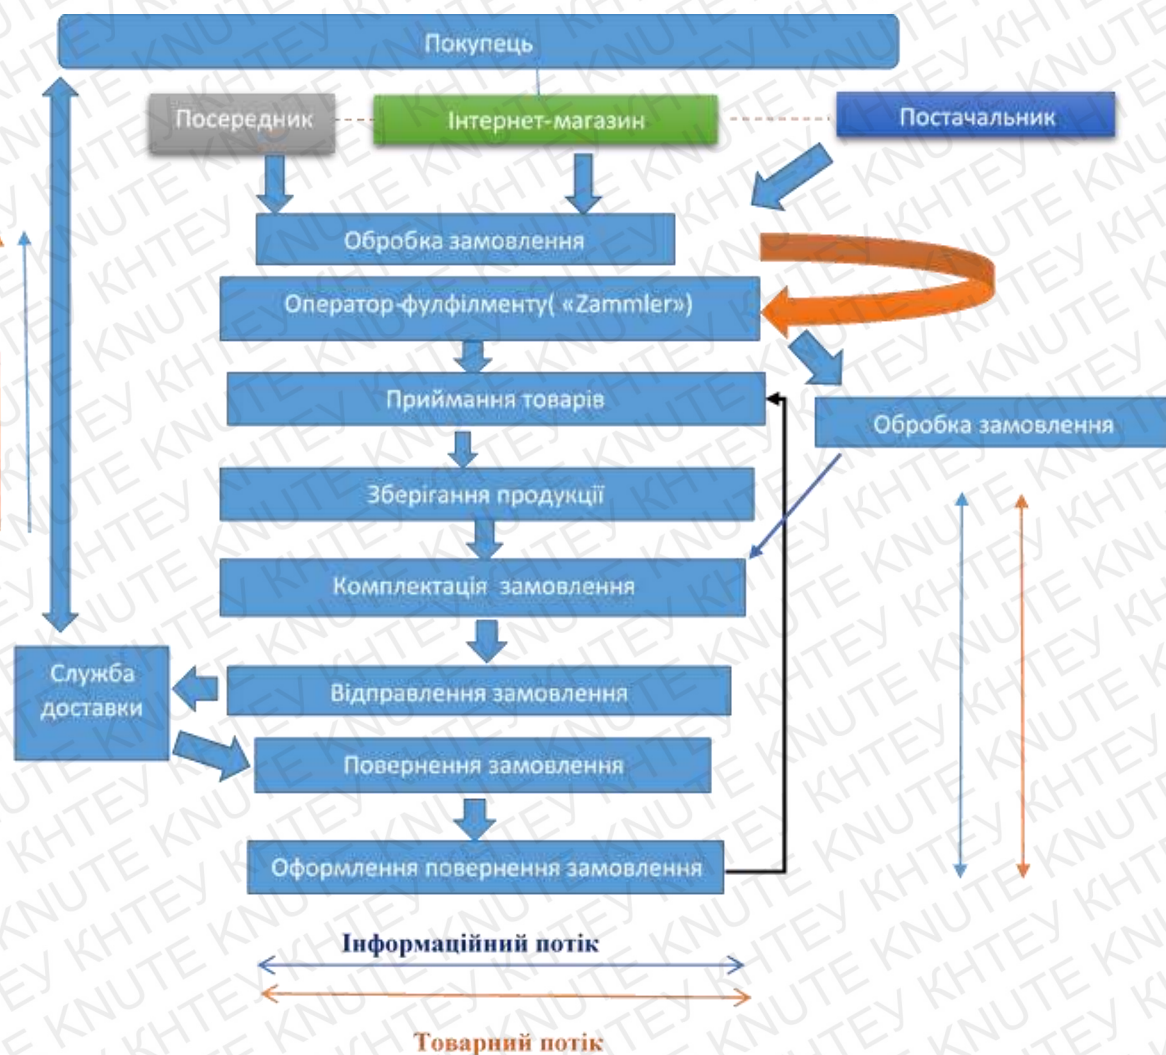 Покупець
Посередник
Інтернет-магазин
Постачальник
Обробка замовлення
Оператор-фулфілменту( «Zammler»)
Приймання товарів
Обробка замовлення
Зберігання продукції
Комплектація замовлення
Служба
доставки
Відправлення замовлення
Повернення замовлення
Оформлення повернення замовлення
Інформаційний потік
Товарний потік